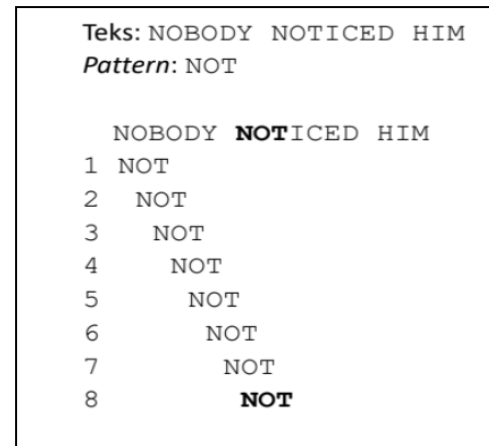 Teks: NOBODY NOTICED HIM
Pattern: NOT
NOBODY NOTICED HIM
1 NOT
2 NOT
3 NOT
4 NOT
5 NOT
6 NOT
7 NOT
8 NOT